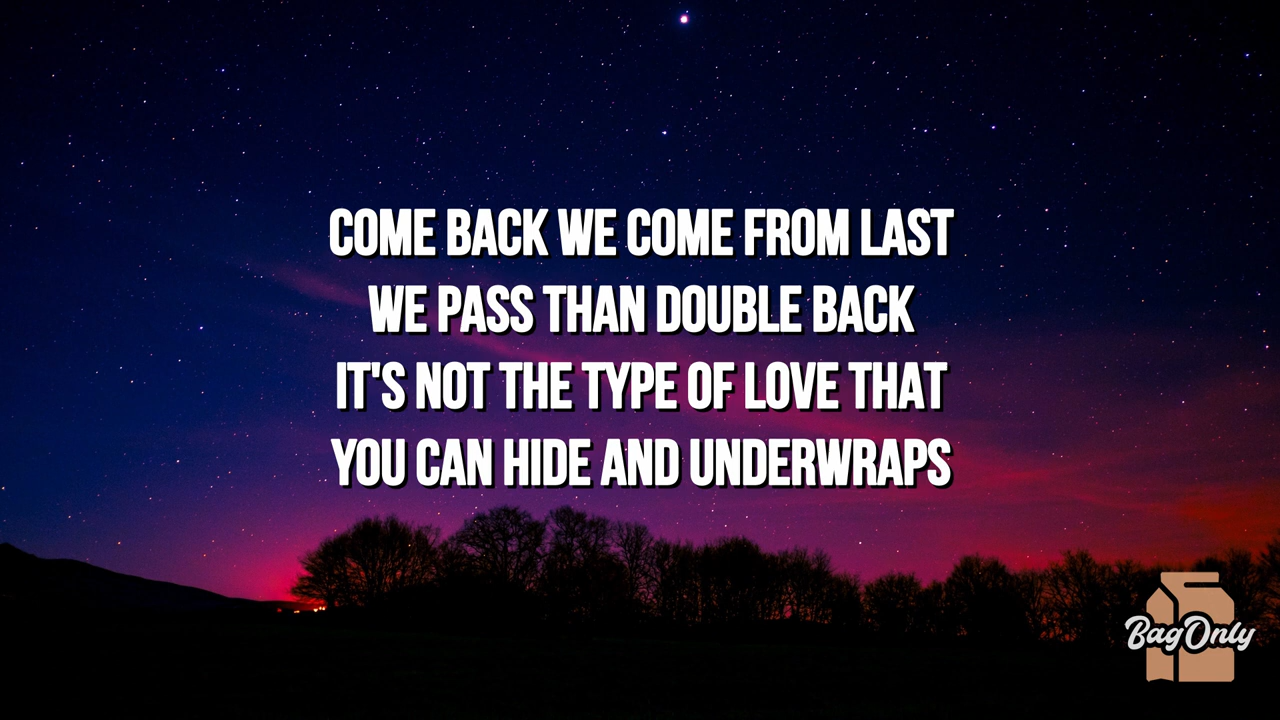 COME BACK WE COME FROM LAST
WE PASS THAN DOUBLE BACK
IT'S NOT THE TYPE OF LOVE THAT
YOU CAN HIDE AND UNDERWRAPS
BagOnly